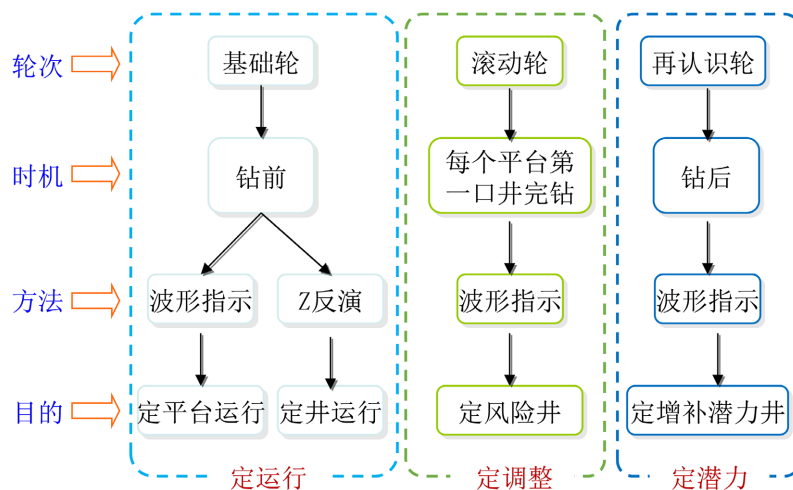 轮次
基础轮
滚动轮
再认识轮
时机
钻前
每个平台第
一口井完钻
钻后
方法
波形指示
Z反演
波形指示
波形指示
目的
定平台运行
定井运行
定风险井
定增补潜力井
定运行
定调整
定潜力